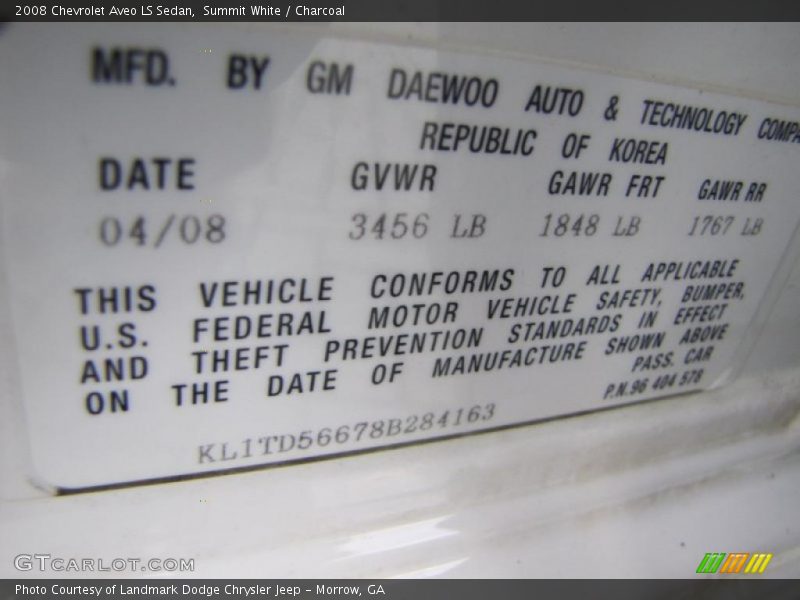 2008 Chevrolet Aveo LS Sedan, Summit White / Charcoal
MFD. BY GM DAEWOO AUTO & TECHNOLOGY
REPUBLIC OF KOREA
DATE GVWR GAWR FRT GAWR RR
04/08 3456 LB 1848 LB 1767 LB
THIS VEHICLE CONFORMS TO ALL APPLICABLE
U.S. FEDERAL MOTOR VEHICLE SAFETY, BUMPER,
AND THEFT PREVENTION STANDARDS IN EFFECT
ON THE DATE OF MANUFACTURE SHOWN ABOVE
PASS. CAR
P.N.96 404 578
KL1TD56678B284163
GTCARLOT.COM
Photo Courtesy of Landmark Dodge Chrysler Jeep - Morrow, GA